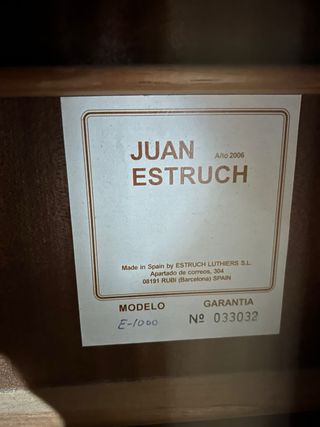 JUAN Año 2006
ESTRUCH
Made in Spain by ESTRUCH LUTHIERS S.L.
Apartado de correos, 304
08191 RUBI (Barcelona) SPAIN
MODELO GARANTIA
E-1000 Nº 033032